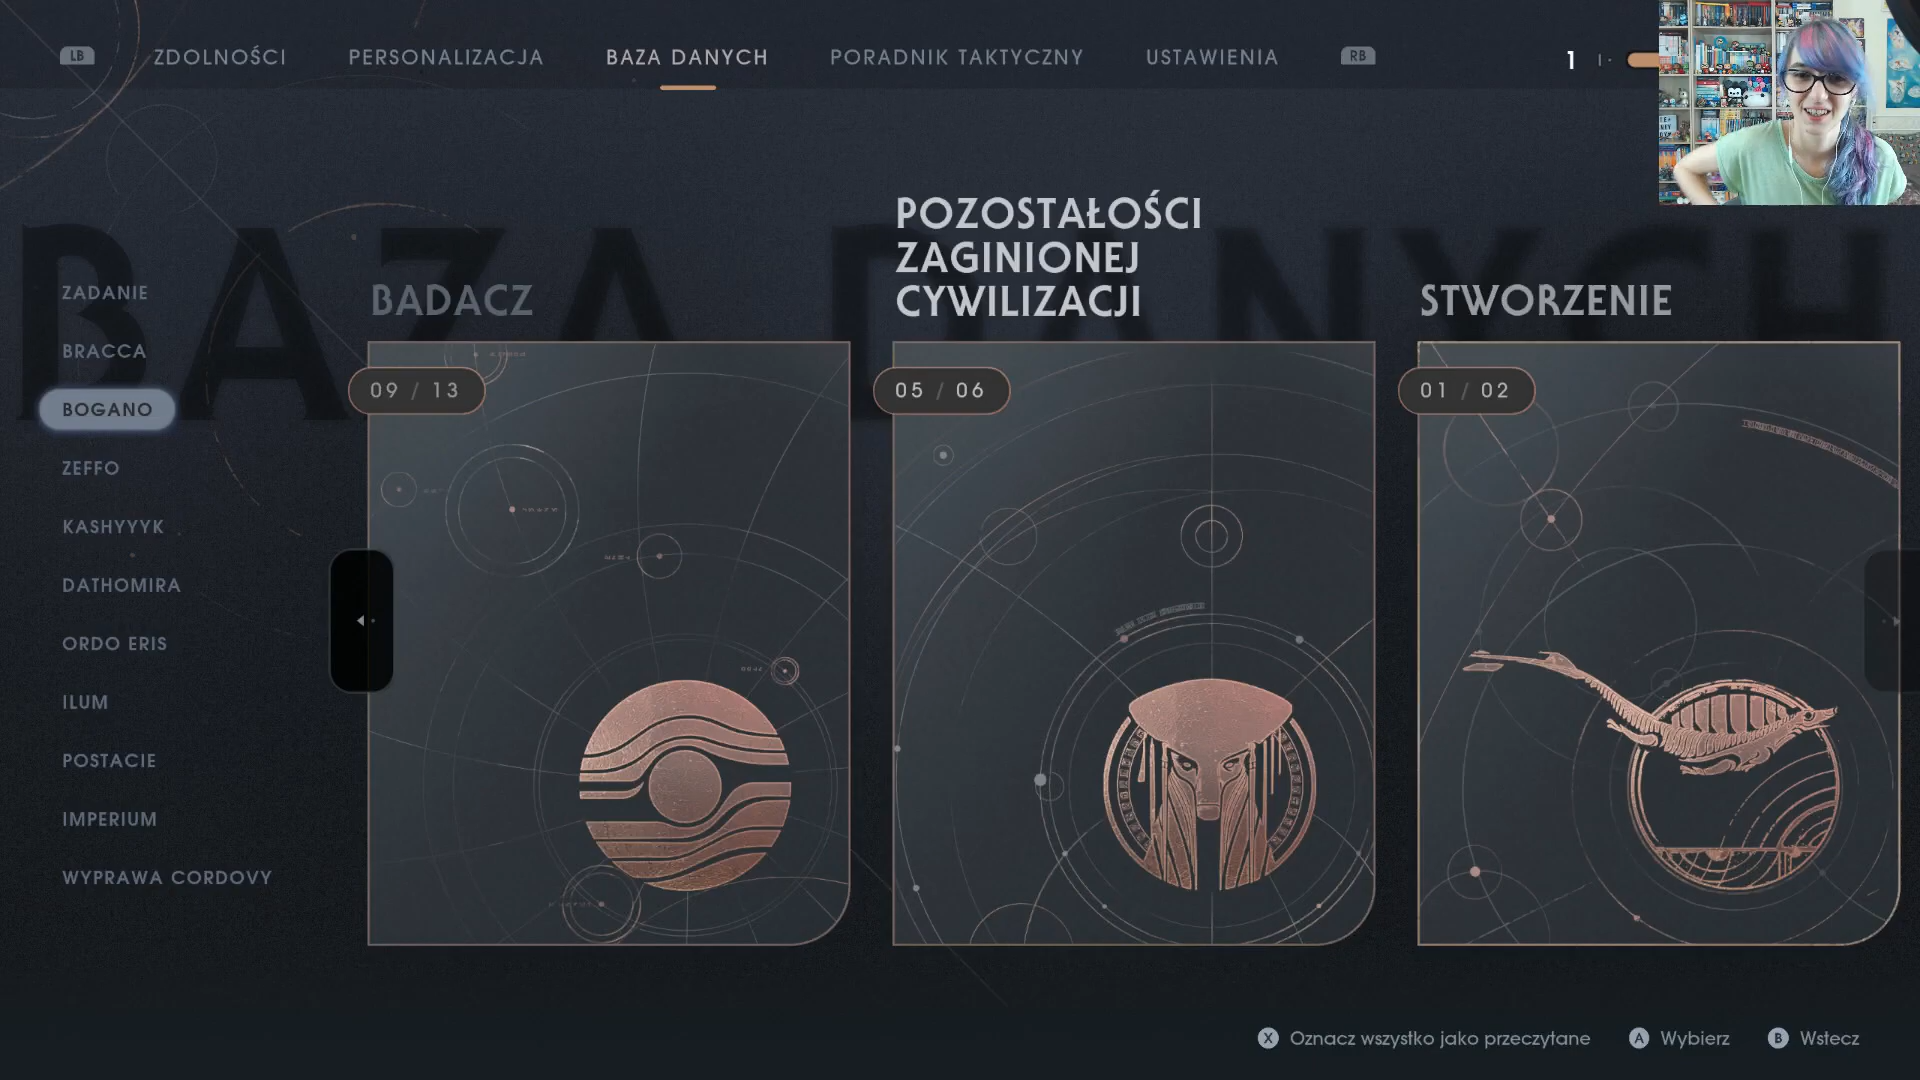 LB ZDOLNOŚCI PERSONALIZACJA BAZA DANYCH PORADNIK TAKTYCZNY USTAWIENIA RB 1
BAZA DANYCH
ZADANIE
BRACCA
BOGANO
ZEFFO
KASHYYYK
DATHOMIRA
ORDO ERIS
ILUM
POSTACIE
IMPERIUM
WYPRAWA CORDOVY
BADACZ
09 / 13
POZOSTAŁOŚCI
ZAGINIONEJ
CYWILIZACJI
05 / 06
STWORZENIE
01 / 02
X Oznacz wszystko jako przeczytane A Wybierz B Wstecz